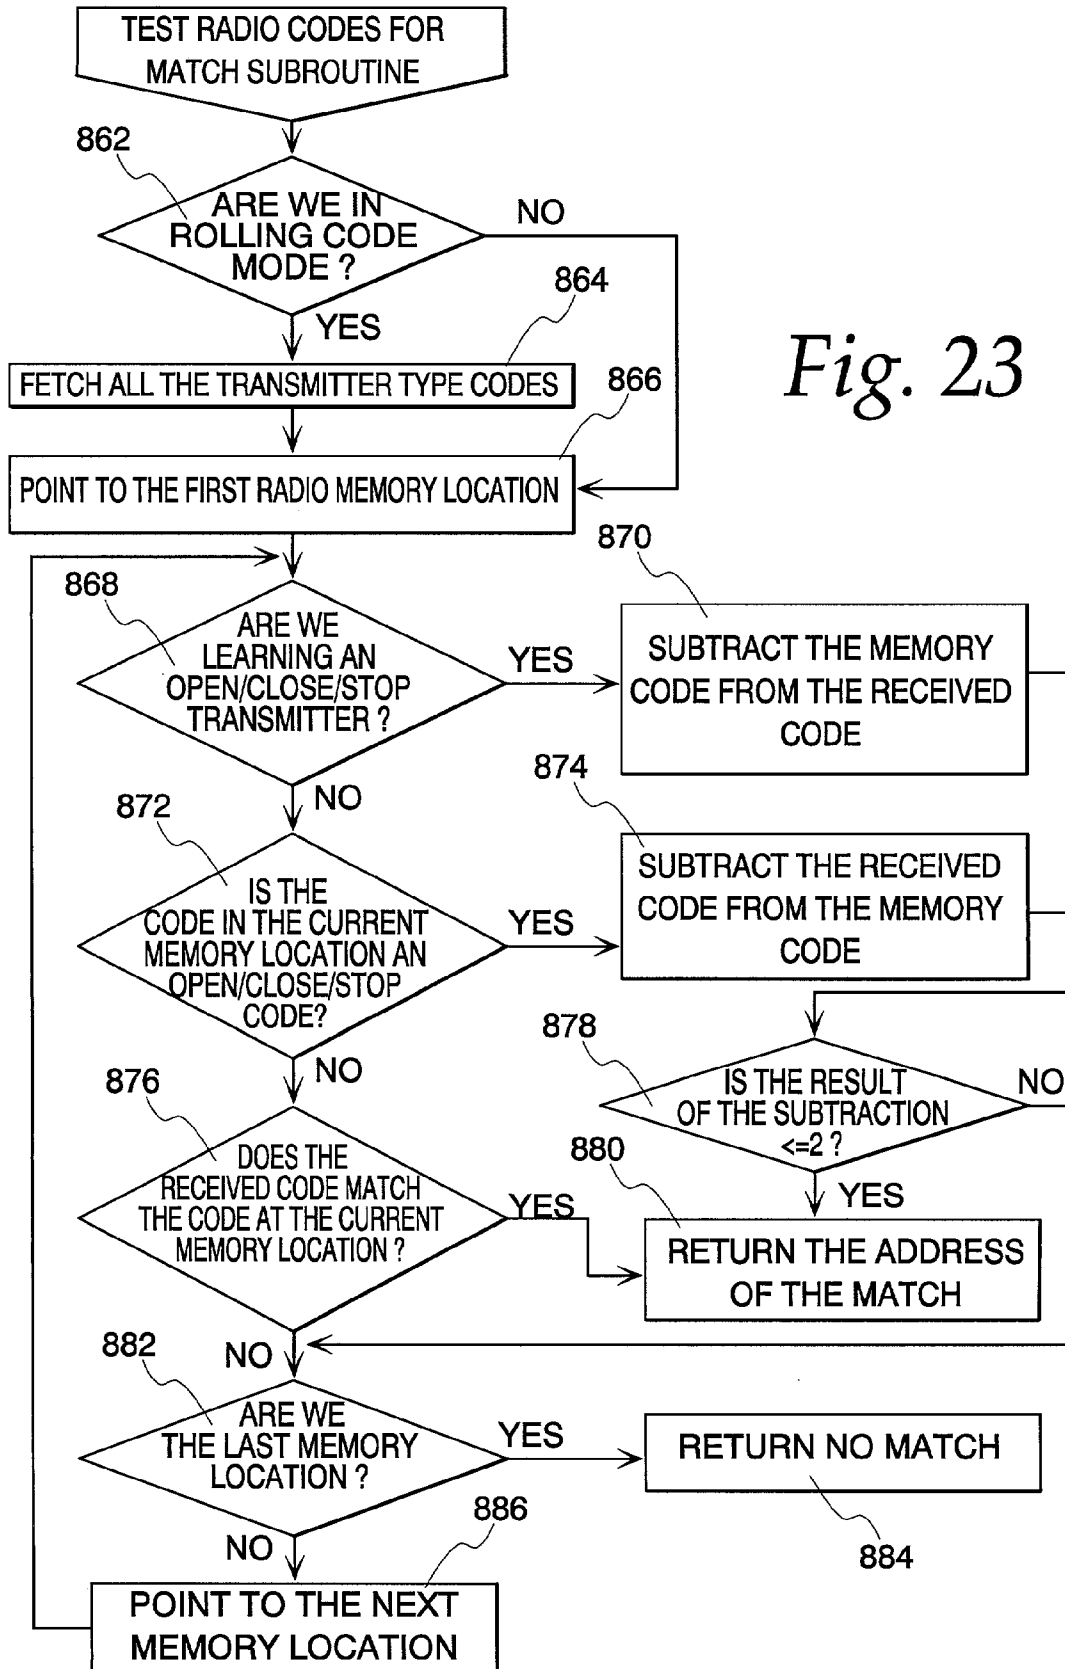 TEST RADIO CODES FOR
MATCH SUBROUTINE
862
ARE WE IN
ROLLING CODE
MODE ?
NO
YES
864
FETCH ALL THE TRANSMITTER TYPE CODES
Fig. 23
866
POINT TO THE FIRST RADIO MEMORY LOCATION
868
ARE WE
LEARNING AN
OPEN/CLOSE/STOP
TRANSMITTER ?
YES
870
SUBTRACT THE MEMORY
CODE FROM THE RECEIVED
CODE
NO
872
IS THE
CODE IN THE CURRENT
MEMORY LOCATION AN
OPEN/CLOSE/STOP
CODE?
YES
874
SUBTRACT THE RECEIVED
CODE FROM THE MEMORY
CODE
NO
878
IS THE RESULT
OF THE SUBTRACTION
<=2 ?
NO
YES
876
DOES THE
RECEIVED CODE MATCH
THE CODE AT THE CURRENT
MEMORY LOCATION ?
YES
880
RETURN THE ADDRESS
OF THE MATCH
NO
882
ARE WE
THE LAST MEMORY
LOCATION ?
YES
RETURN NO MATCH
884
NO
886
POINT TO THE NEXT
MEMORY LOCATION